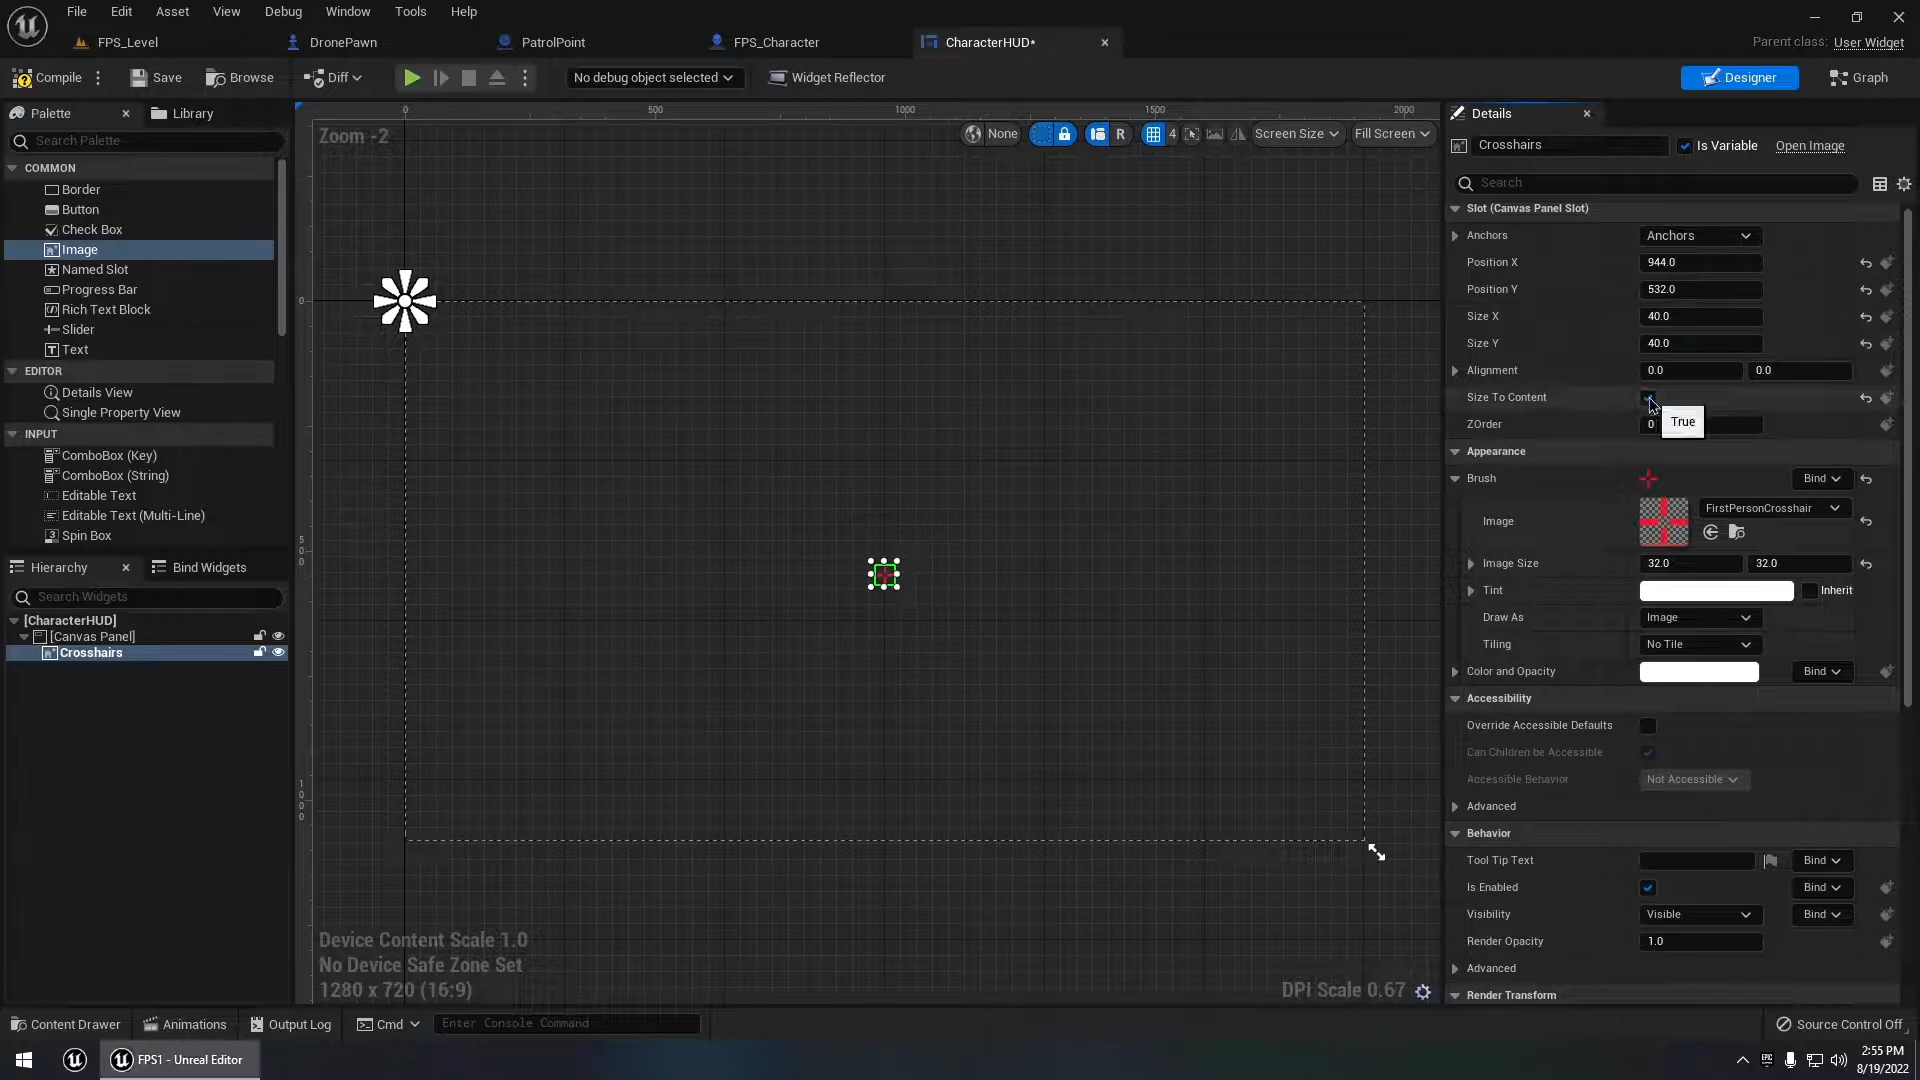 File Edit Asset View Debug Window Tools Help
FPS_Level DronePawn PatrolPoint FPS_Character CharacterHUD*
Parent class: User Widget
Compile Save Browse Diff No debug object selected Widget Reflector Designer Graph
Palette Library
Search Palette
COMMON
Border
Button
Check Box
Image
Named Slot
Progress Bar
Rich Text Block
Slider
Text
EDITOR
Details View
Single Property View
INPUT
ComboBox (Key)
ComboBox (String)
Editable Text
Editable Text (Multi-Line)
Spin Box
Hierarchy Bind Widgets
Search Widgets
[CharacterHUD]
[Canvas Panel]
Crosshairs
0 500 1000 1500 2000
Zoom -2
None R 4 Screen Size Fill Screen
0
500
1000
Device Content Scale 1.0
No Device Safe Zone Set
1280 x 720 (16:9)
DPI Scale 0.67
Details
Crosshairs Is Variable Open Image
Search
Slot (Canvas Panel Slot)
Anchors Anchors
Position X 944.0
Position Y 532.0
Size X 40.0
Size Y 40.0
Alignment 0.0 0.0
Size To Content
True
ZOrder 0
Appearance
Brush Bind
Image FirstPersonCrosshair
Image Size 32.0 32.0
Tint Inherit
Draw As Image
Tiling No Tile
Color and Opacity Bind
Accessibility
Override Accessible Defaults
Can Children be Accessible
Accessible Behavior Not Accessible
Advanced
Behavior
Tool Tip Text Bind
Is Enabled Bind
Visibility Visible Bind
Render Opacity 1.0
Advanced
Render Transform
Content Drawer Animations Output Log Cmd Enter Console Command Source Control Off
FPS1 - Unreal Editor
EPIC
2:55 PM
8/19/2022